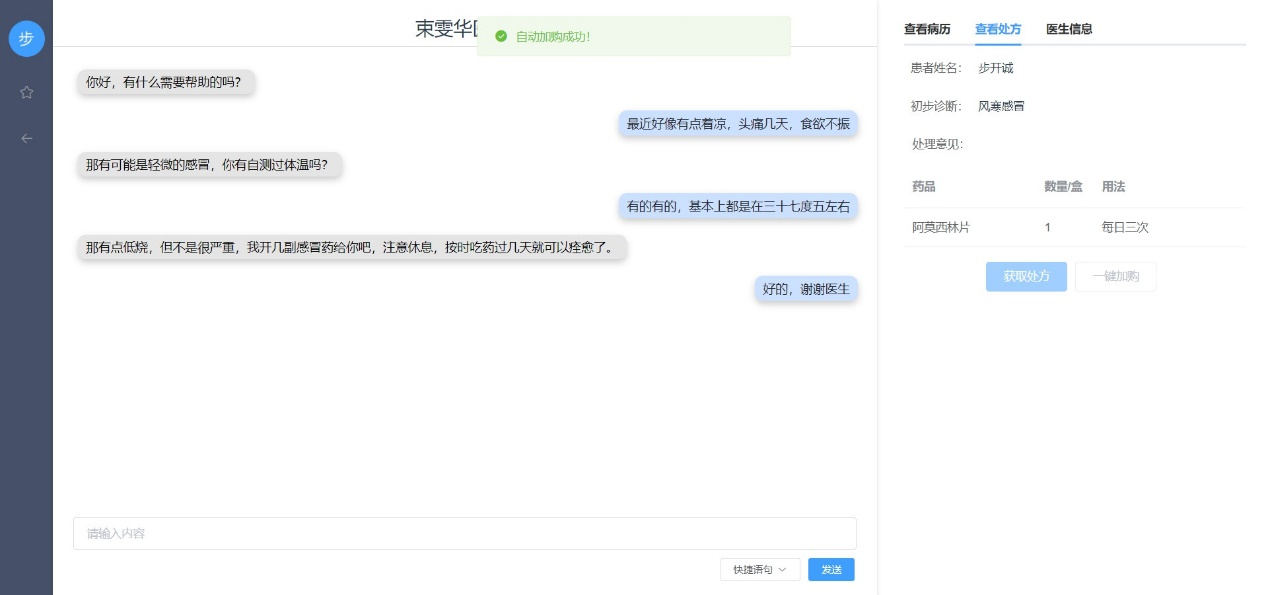 步
束雯华
自动加购成功！
你好，有什么需要帮助的吗？
最近好像有点着凉，头痛几天，食欲不振
那有可能是轻微的感冒，你有自测过体温吗？
有的有的，基本上都是在三十七度五左右
那有点低烧，但不是很严重，我开几副感冒药给你吧，注意休息，按时吃药过几天就可以痊愈了。
好的，谢谢医生
请输入内容
快捷语句
发送
查看病历 查看处方 医生信息
患者姓名： 步开诚
初步诊断： 风寒感冒
处理意见：
药品 数量/盒 用法
阿莫西林片 1 每日三次
获取处方 一键加购